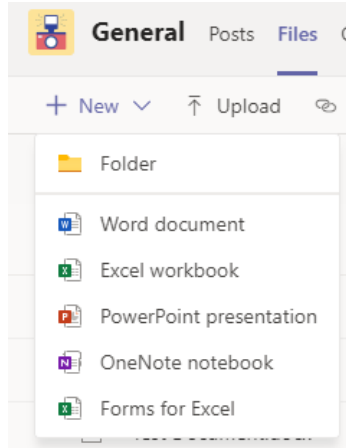 General Posts Files
New Upload
Folder
Word document
Excel workbook
PowerPoint presentation
OneNote notebook
Forms for Excel